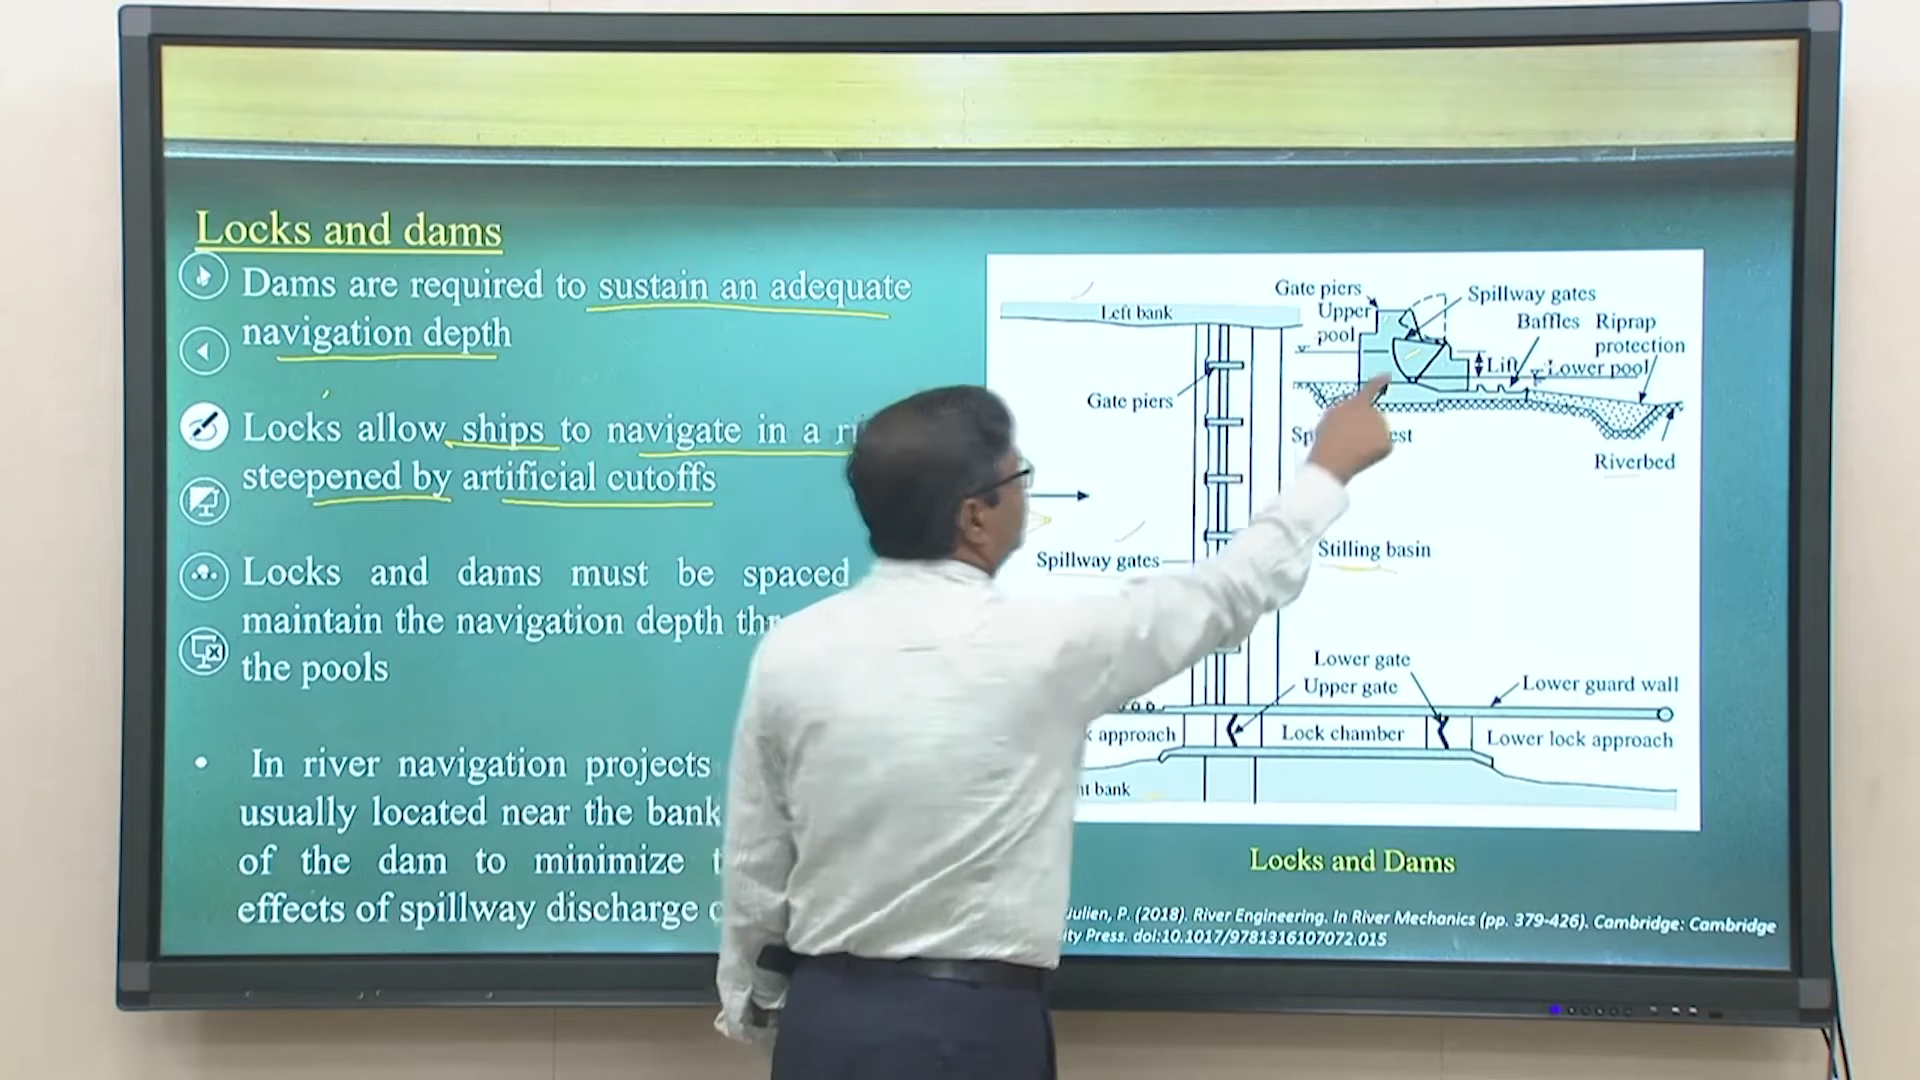 Locks and dams
Dams are required to sustain an adequate
navigation depth
Locks allow ships to navigate in a
steepened by artificial cutoffs
Locks and dams must be spaced
maintain the navigation depth
the pools
• In river navigation projects
usually located near the bank
of the dam to minimize
effects of spillway discharge
Left bank
Gate piers
Spillway gates
Stilling basin
Gate piers
Upper
pool
Spillway gates
Baffles
Riprap
protection
Lift
Lower pool
Riverbed
Lower gate
Upper gate
Lower guard wall
approach
Lock chamber
Lower lock approach
bank
Locks and Dams
Julien, P. (2018). River Engineering. In River Mechanics (pp. 379-426). Cambridge: Cambridge
Press. doi:10.1017/9781316107072.015